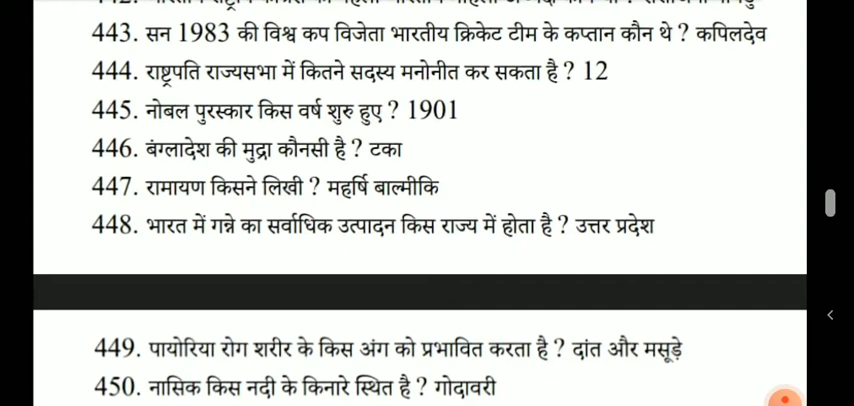 443. सन 1983 की विश्व कप विजेता भारतीय क्रिकेट टीम के कप्तान कौन थे ? कपिलदेव
444. राष्ट्रपति राज्यसभा में कितने सदस्य मनोनीत कर सकता है ? 12
445. नोबल पुरस्कार किस वर्ष शुरु हुए ? 1901
446. बंग्लादेश की मुद्रा कौनसी है ? टका
447. रामायण किसने लिखी ? महर्षि बाल्मीकि
448. भारत में गन्ने का सर्वाधिक उत्पादन किस राज्य में होता है ? उत्तर प्रदेश
449. पायोरिया रोग शरीर के किस अंग को प्रभावित करता है ? दांत और मसूड़े
450. नासिक किस नदी के किनारे स्थित है ? गोदावरी